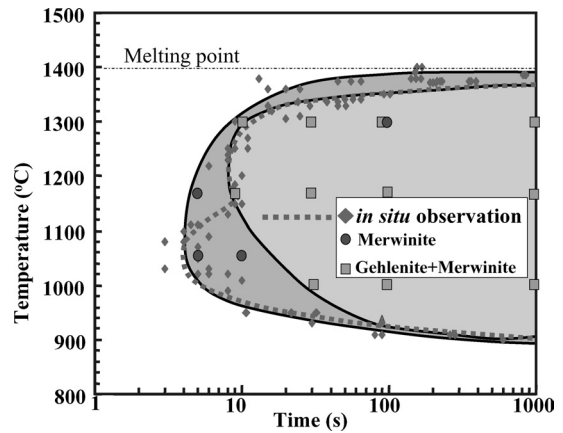 1500
Melting point
1400
1300
1200
1100
1000
900
800
Temperature (°C)
in situ observation
Merwinite
Gehlenite+Merwinite
1
10
100
1000
Time (s)